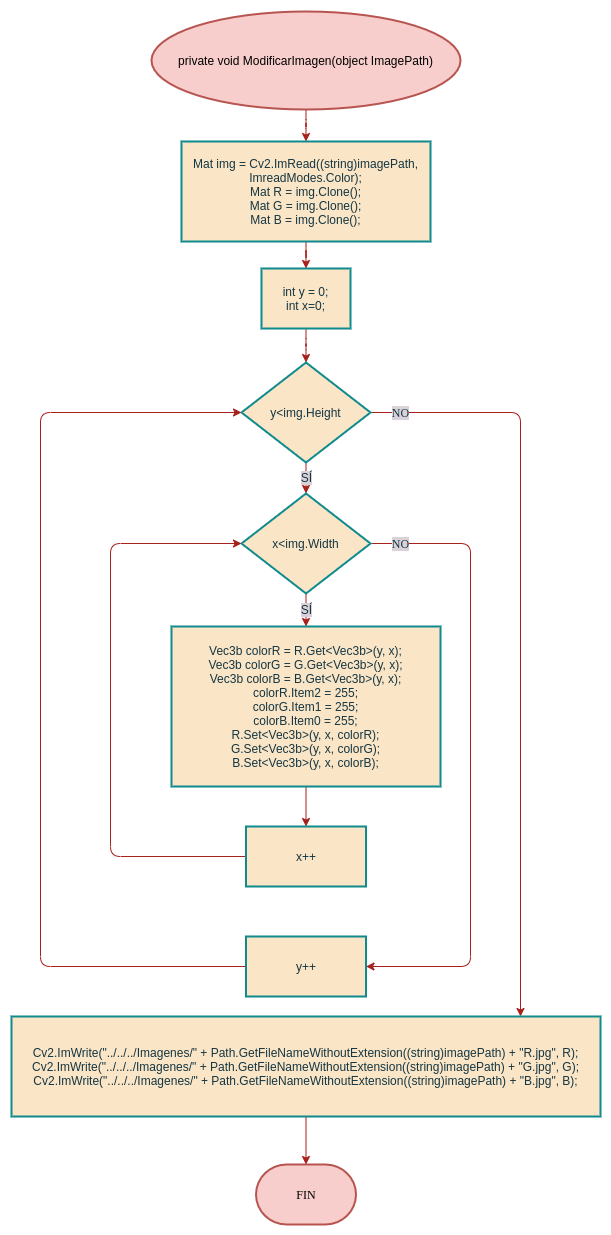 private void ModificarImagen(object ImagePath)
Mat img = Cv2.ImRead((string)imagePath,
ImreadModes.Color);
Mat R = img.Clone();
Mat G = img.Clone();
Mat B = img.Clone();
int y = 0;
int x=0;
y<img.Height
NO
SÍ
x<img.Width
NO
SÍ
Vec3b colorR = R.Get<Vec3b>(y, x);
Vec3b colorG = G.Get<Vec3b>(y, x);
Vec3b colorB = B.Get<Vec3b>(y, x);
colorR.Item2 = 255;
colorG.Item1 = 255;
colorB.Item0 = 255;
R.Set<Vec3b>(y, x, colorR);
G.Set<Vec3b>(y, x, colorG);
B.Set<Vec3b>(y, x, colorB);
x++
y++
Cv2.ImWrite("../../../Imagenes/" + Path.GetFileNameWithoutExtension((string)imagePath) + "R.jpg", R);
Cv2.ImWrite("../../../Imagenes/" + Path.GetFileNameWithoutExtension((string)imagePath) + "G.jpg", G);
Cv2.ImWrite("../../../Imagenes/" + Path.GetFileNameWithoutExtension((string)imagePath) + "B.jpg", B);
FIN